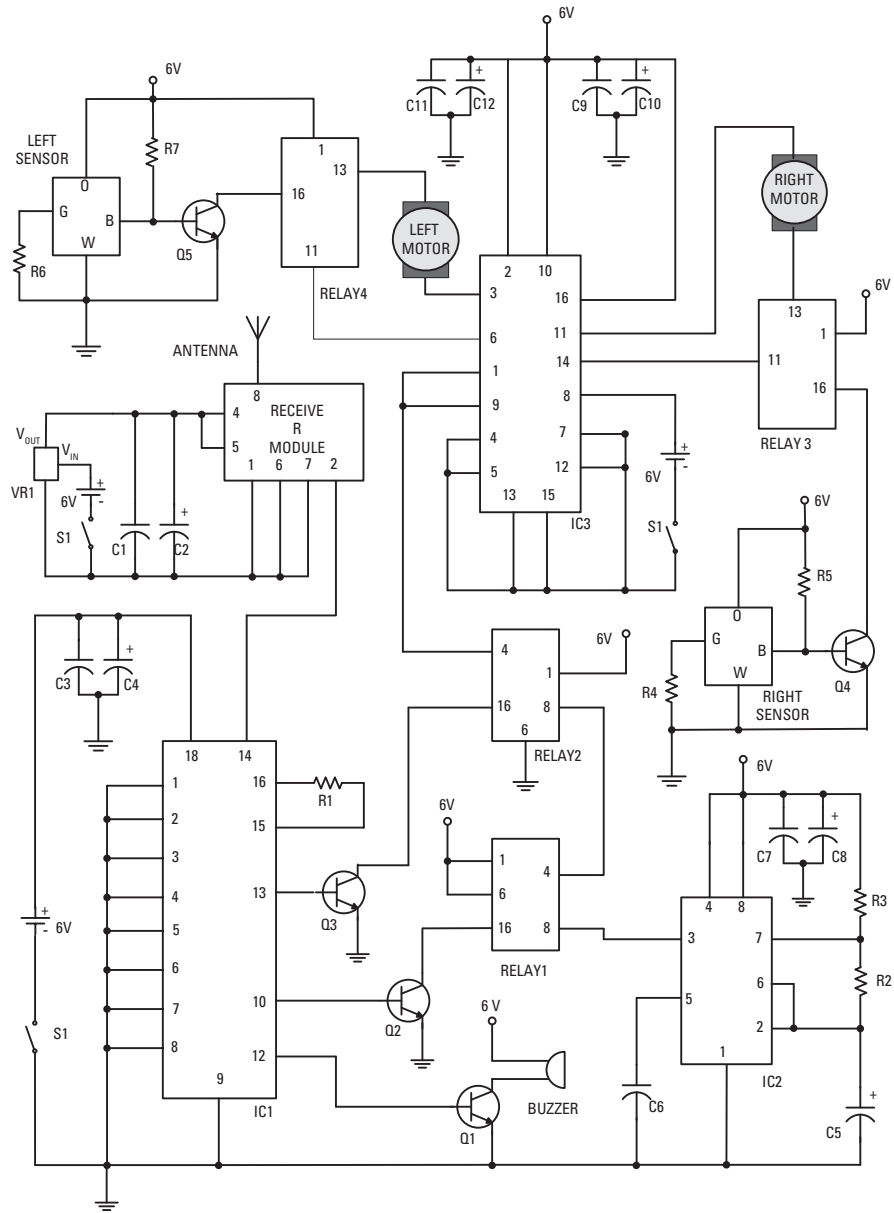 6V
C11
C12
C9
C10
6V
LEFT
SENSOR
O
G
B
W
R7
R6
Q5
1
13
16
11
RELAY4
LEFT
MOTOR
RIGHT
MOTOR
2
10
3
16
6
11
1
14
9
8
4
7
5
12
13
15
IC3
6V
+
-
S1
6V
13
1
11
16
RELAY 3
ANTENNA
8
4
5
RECEIVE
R
MODULE
1
6
7
2
VOUT
VIN
VR1
6V
+
-
S1
C1
C2
+
6V
R5
O
G
B
W
R4
RIGHT
SENSOR
Q4
C3
C4
+
18
14
1
2
3
4
5
6
7
8
9
16
15
13
10
12
IC1
R1
6V
+
-
S1
4
1
16
8
6
RELAY2
6V
6V
1
4
6
16
8
RELAY1
Q3
Q2
6 V
BUZZER
Q1
6V
C7
C8
+
4
8
3
7
5
6
2
1
IC2
R3
R2
C6
C5
+